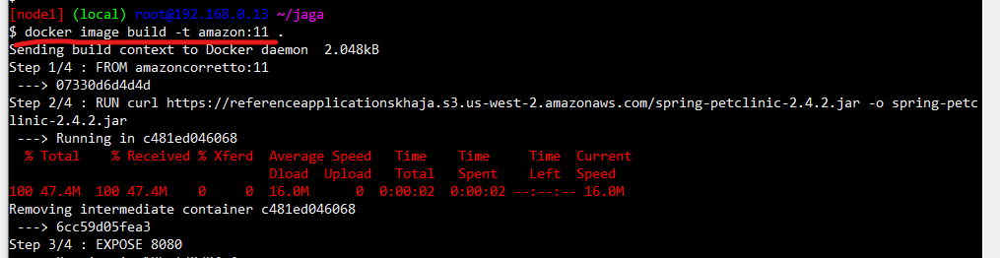 [node1] (local) root@192.168.0.13 ~/jaga
$ docker image build -t amazon:11 .
Sending build context to Docker daemon  2.048kB
Step 1/4 : FROM amazoncorretto:11
 ---> 07330d6d4d4d
Step 2/4 : RUN curl https://referenceapplicationskhaja.s3.us-west-2.amazonaws.com/spring-petclinic-2.4.2.jar -o spring-petc
linic-2.4.2.jar
 ---> Running in c481ed046068
  % Total    % Received % Xferd  Average Speed   Time    Time     Time  Current
                                 Dload  Upload   Total   Spent    Left  Speed
100 47.4M  100 47.4M    0     0  16.0M      0  0:00:02  0:00:02 --:--:-- 16.0M
Removing intermediate container c481ed046068
 ---> 6cc59d05fea3
Step 3/4 : EXPOSE 8080